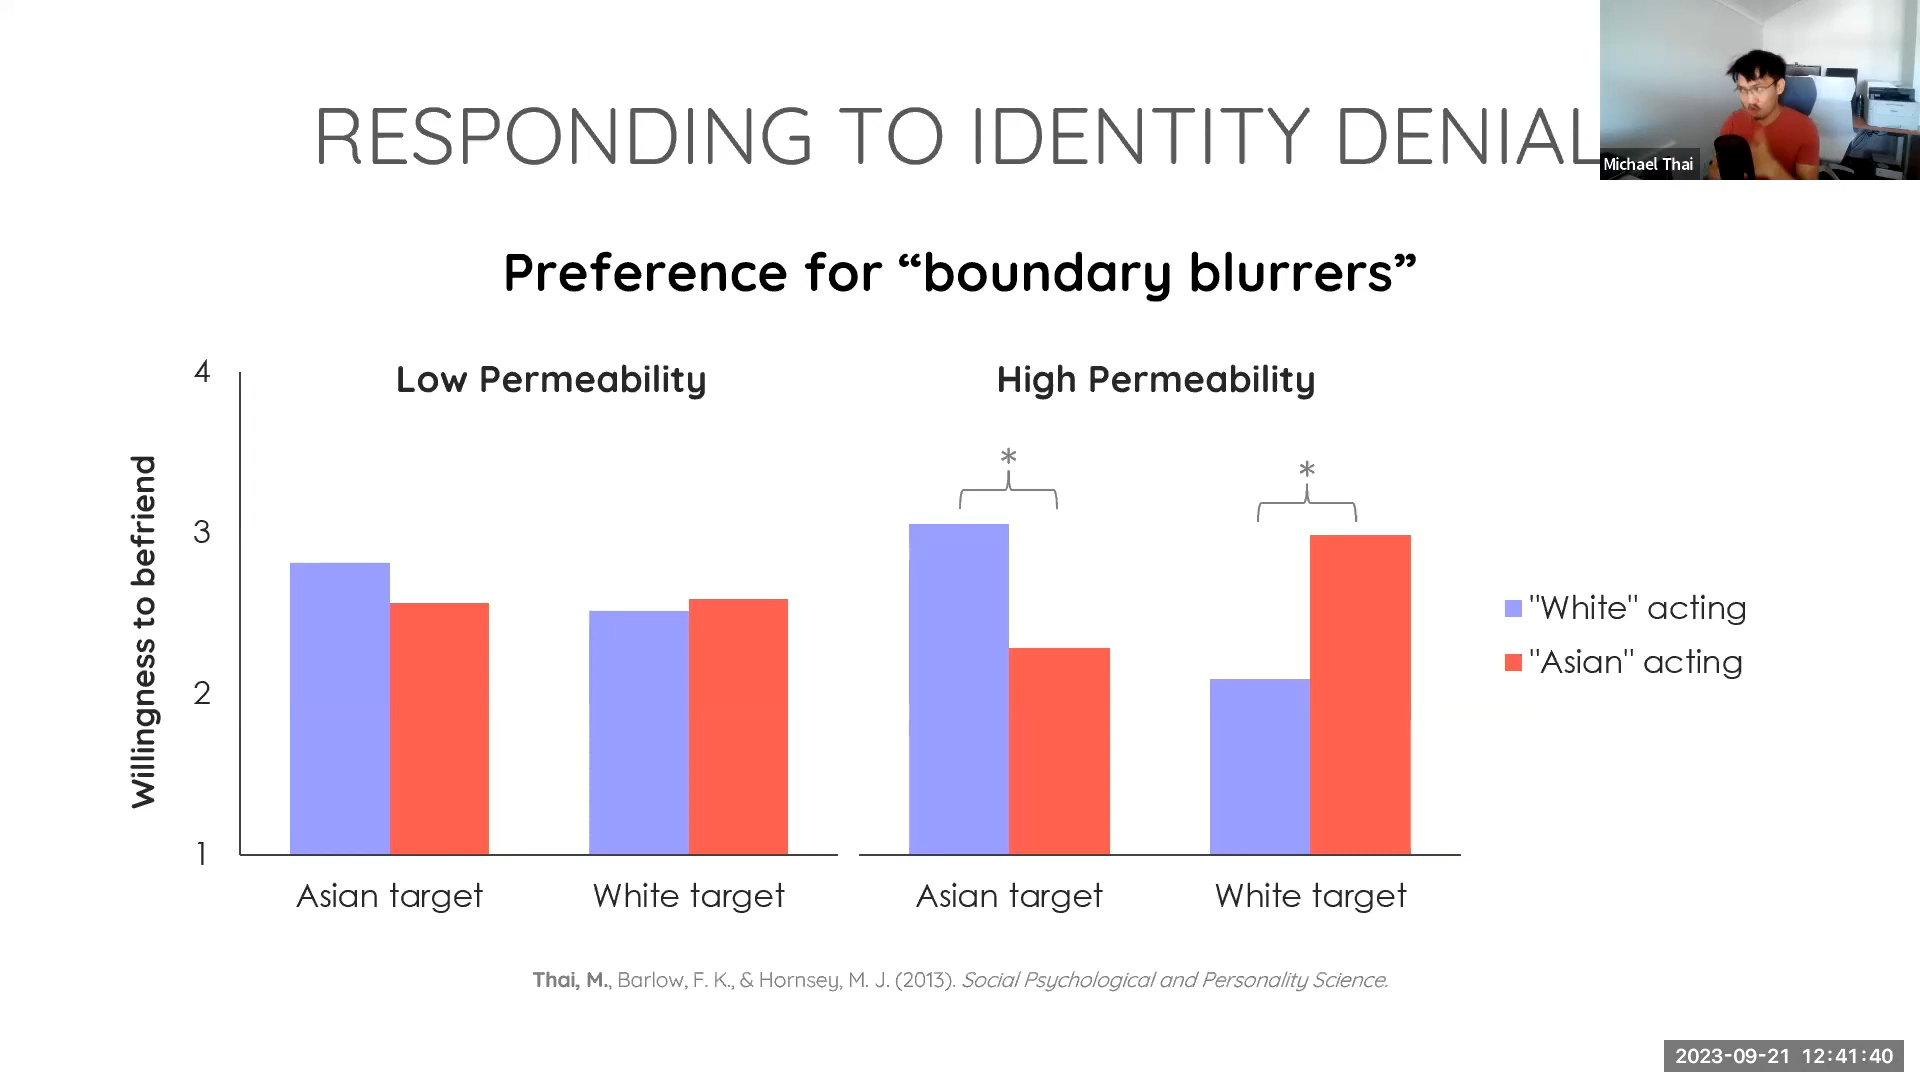 RESPONDING TO IDENTITY DENIAL
Michael Thai
Preference for “boundary blurrers”
Low Permeability
High Permeability
Willingness to befriend
4
3
2
1
*
*
"White" acting
"Asian" acting
Asian target
White target
Asian target
White target
Thai, M., Barlow, F. K., & Hornsey, M. J. (2013). Social Psychological and Personality Science.
2023-09-21 12:41:40